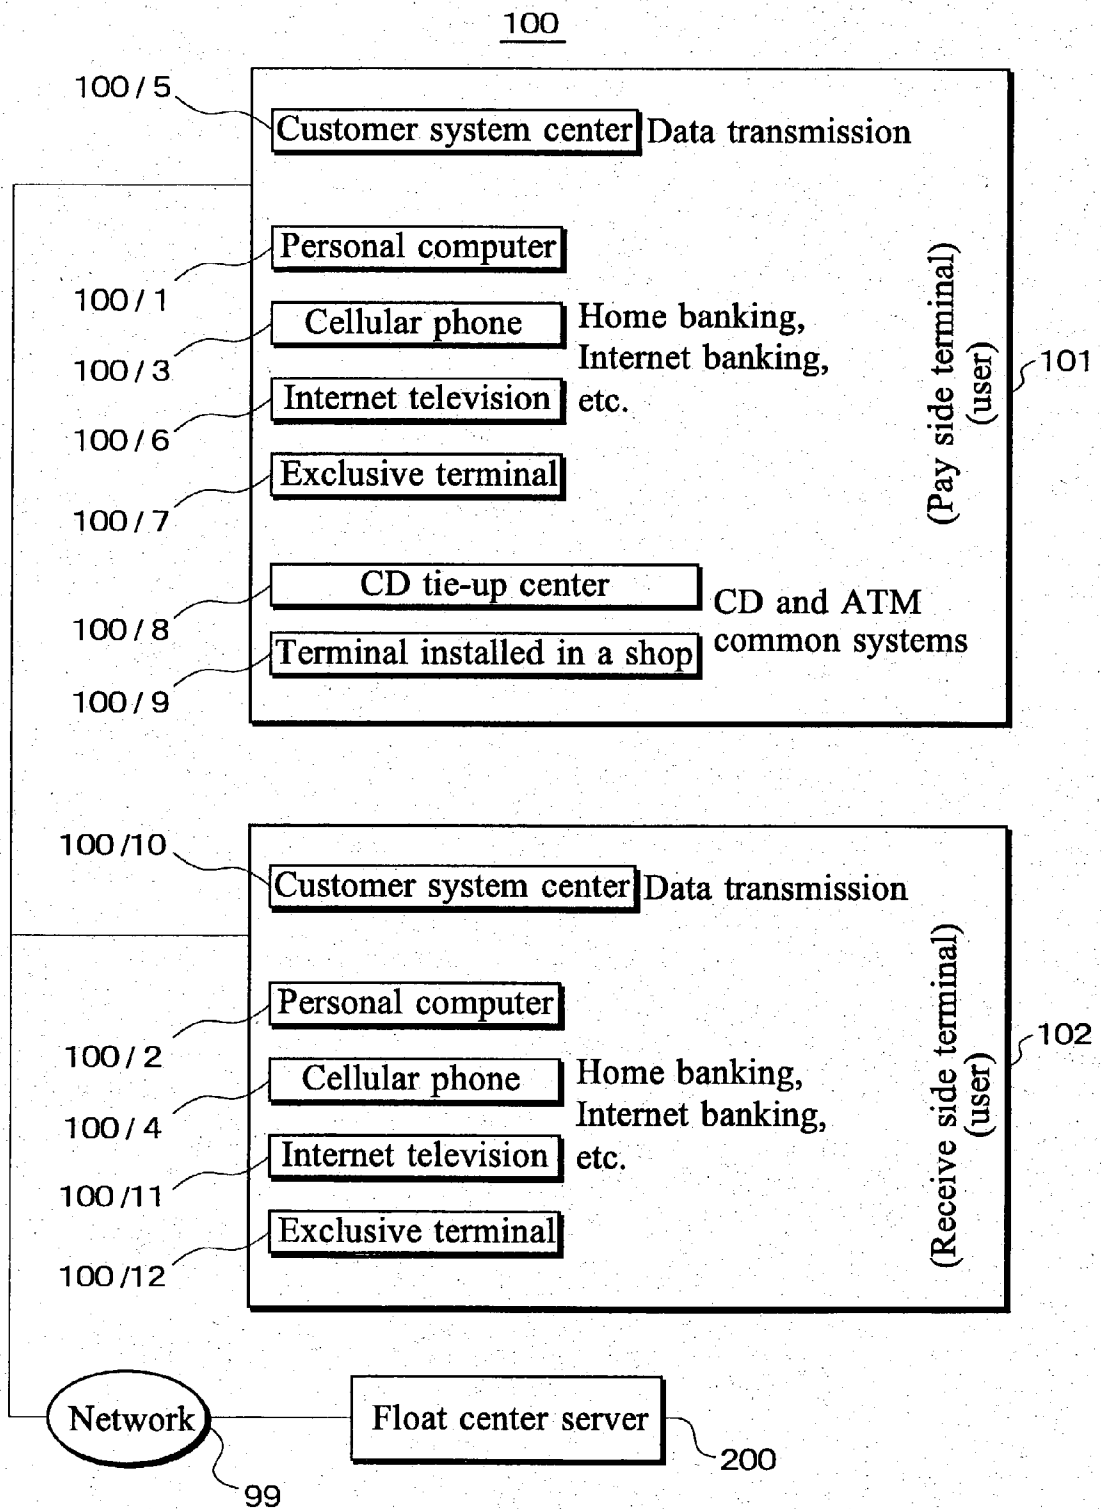 100
100/5
Customer system center Data transmission
Personal computer
100/1
Cellular phone
100/3
Home banking,
Internet banking,
etc.
Internet television
100/6
Exclusive terminal
100/7
(Pay side terminal)
(user)
101
CD tie-up center
100/8
CD and ATM
common systems
Terminal installed in a shop
100/9
100/10
Customer system center Data transmission
Personal computer
100/2
Cellular phone
100/4
Home banking,
Internet banking,
etc.
Internet television
100/11
Exclusive terminal
100/12
(Receive side terminal)
(user)
102
Network
99
Float center server
200